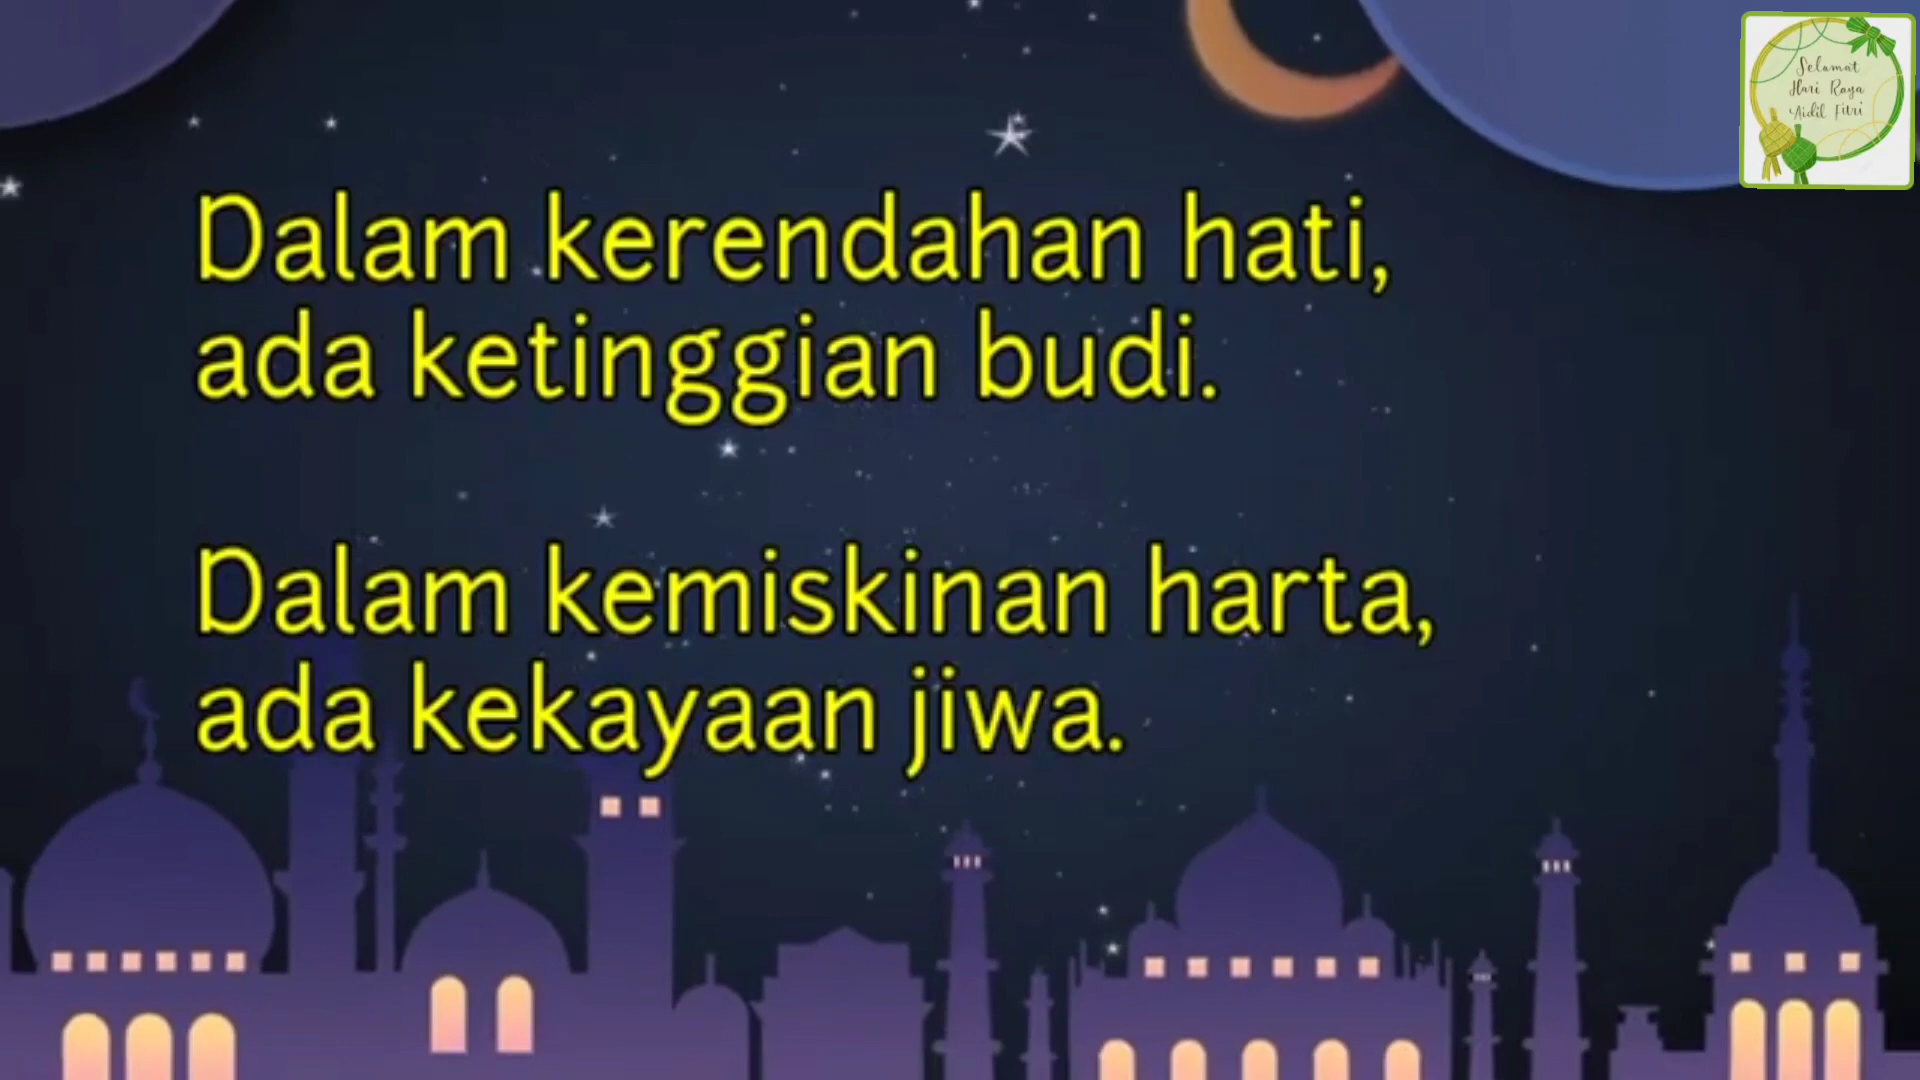 Selamat
Hari Raya
Aidil Fitri
Dalam kerendahan hati,
ada ketinggian budi.
Dalam kemiskinan harta,
ada kekayaan jiwa.